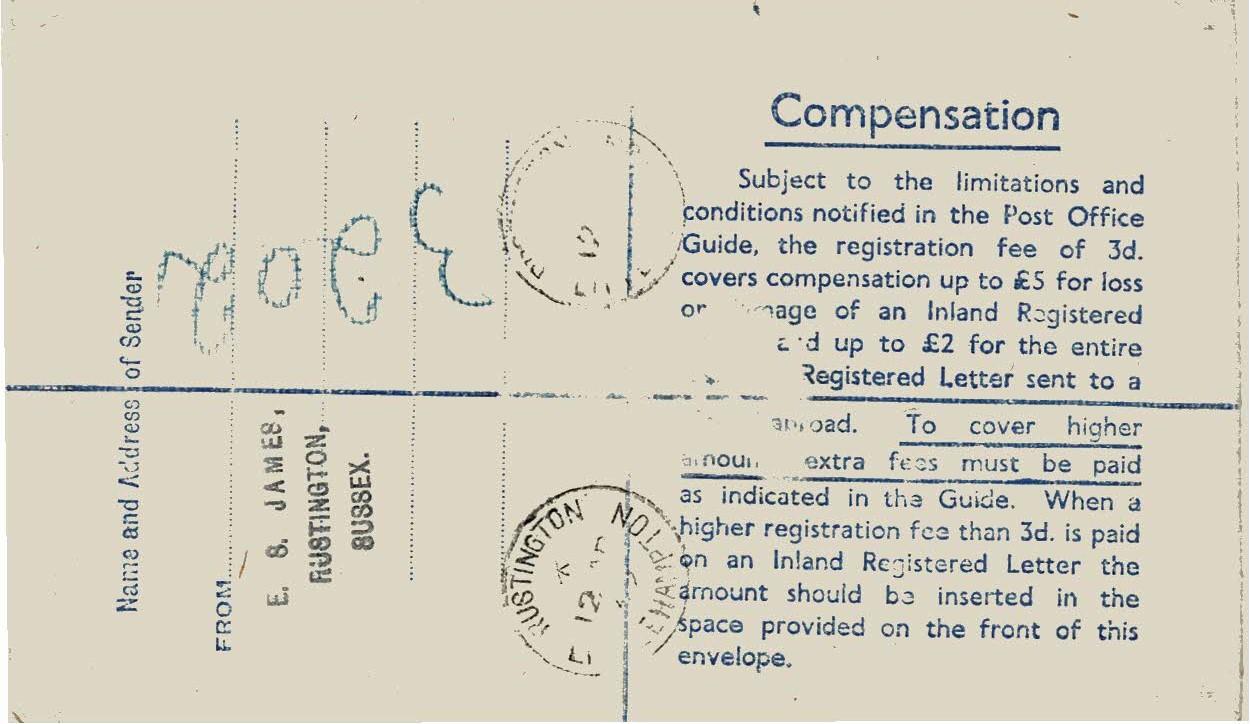 Compensation
Subject to the limitations and
conditions notified in the Post Office
Guide, the registration fee of 3d.
covers compensation up to £5 for loss
or of an Inland Registered
up to £2 for the entire
Registered Letter sent to a
To cover higher
extra fees must be paid
as indicated in the Guide. When a
higher registration fee than 3d. is paid
on an Inland Registered Letter the
amount should be inserted in the
space provided on the front of this
envelope.
Name and Address of Sender
FROM
E. S. JAMES,
RUSTINGTON,
SUSSEX.
RUSTINGTON
12